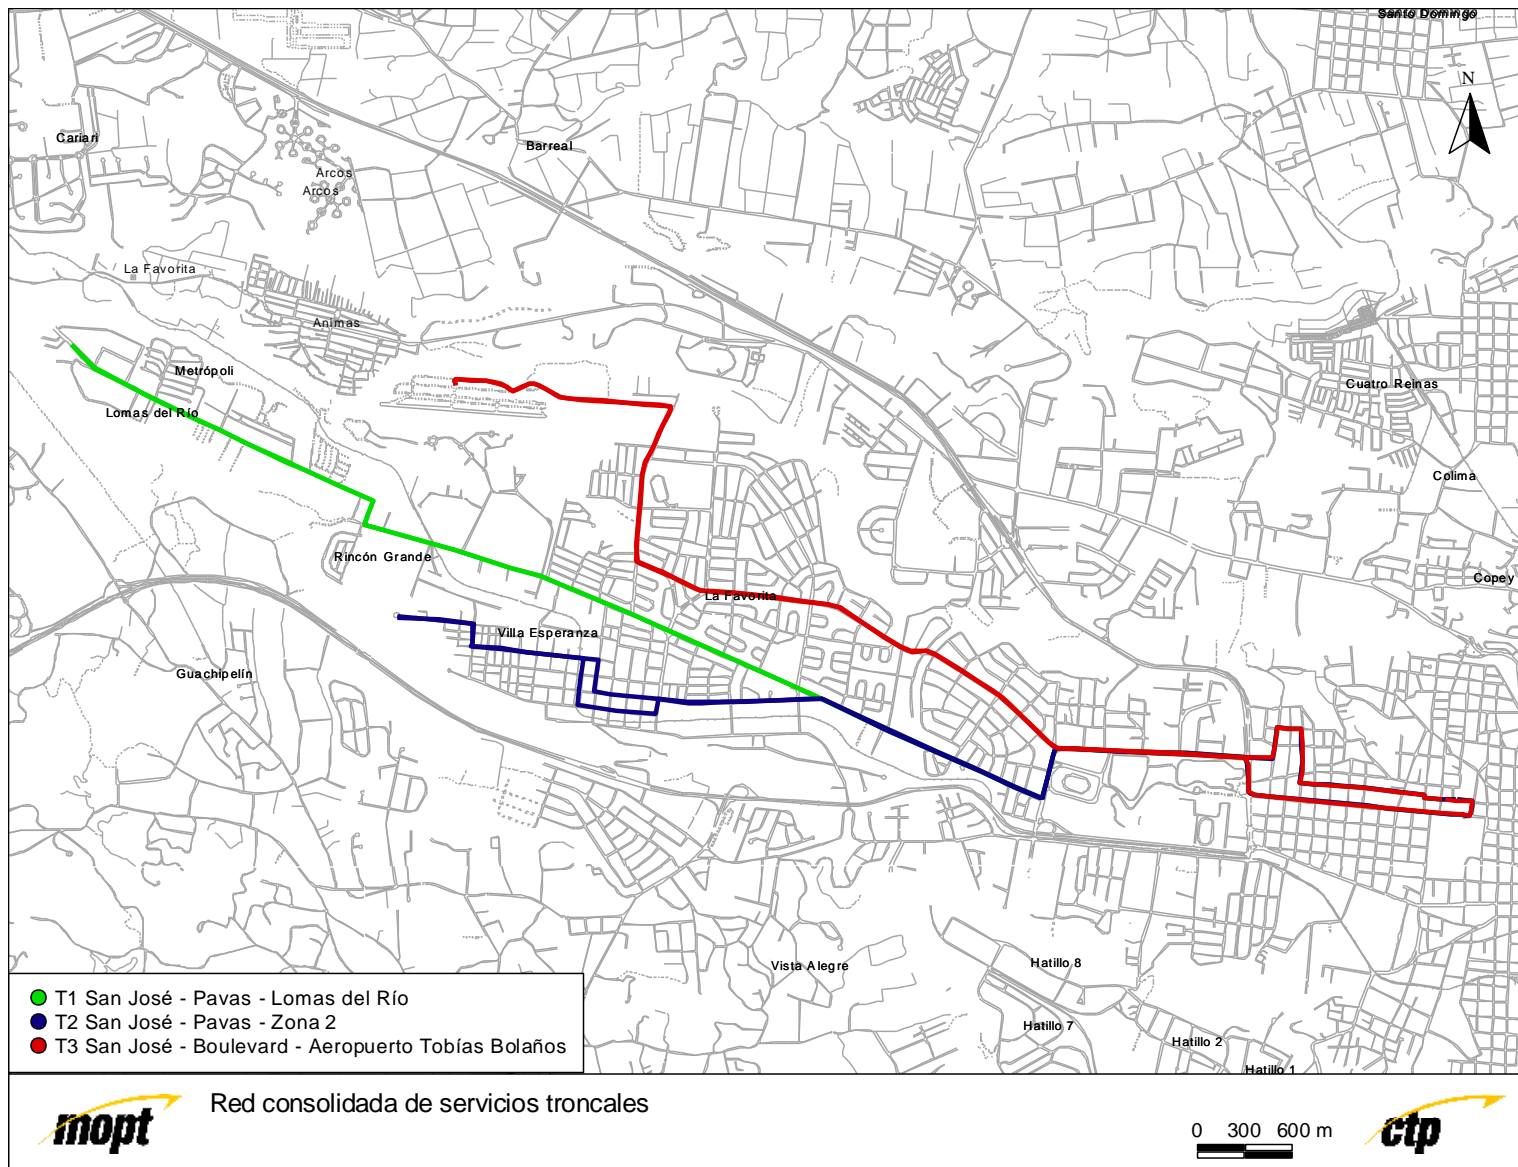 Santo Domingo
N
Cariari
Barreal
Arcos
Arcos
La Favorita
Animas
Metrópoli
Cuatro Reinas
Lomas del Río
Colima
Rincón Grande
Copey
La Favorita
Villa Esperanza
Guachipelín
Vista Alegre
Hatillo 8
Hatillo 7
Hatillo 2
Hatillo 1
T1 San José - Pavas - Lomas del Río
T2 San José - Pavas - Zona 2
T3 San José - Boulevard - Aeropuerto Tobías Bolaños
mopt
Red consolidada de servicios troncales
0 300 600 m
ctp